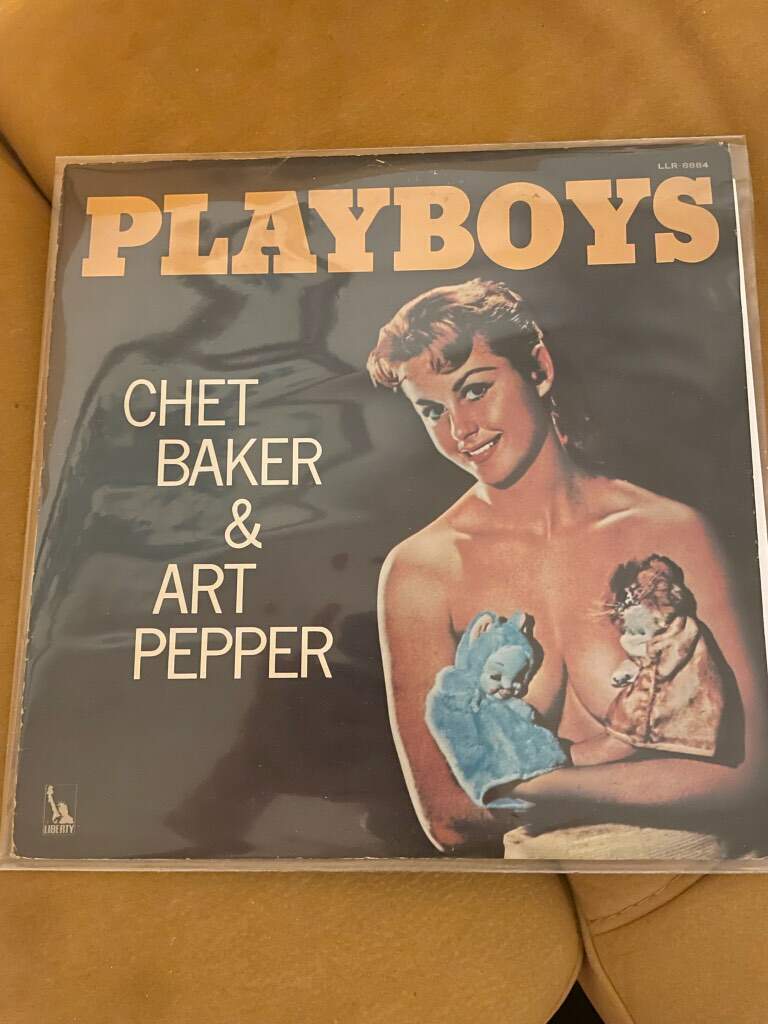 LLR-8884
PLAYBOYS
CHET
BAKER
&
ART
PEPPER
LIBERTY